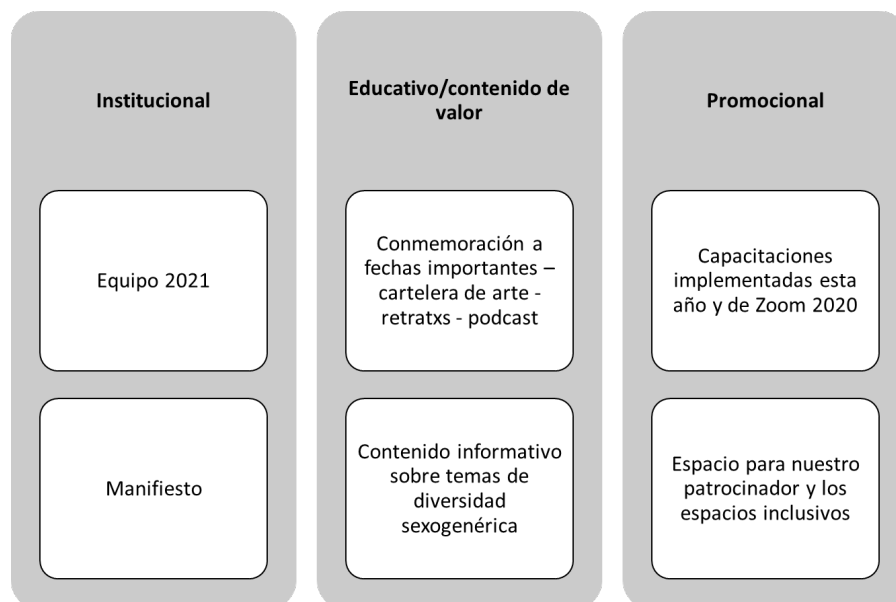 Institucional
Equipo 2021
Manifiesto
Educativo/contenido de
valor
Conmemoración a
fechas importantes –
cartelera de arte -
retratxs - podcast
Contenido informativo
sobre temas de
diversidad
sexogenérica
Promocional
Capacitaciones
implementadas esta
año y de Zoom 2020
Espacio para nuestro
patrocinador y los
espacios inclusivos